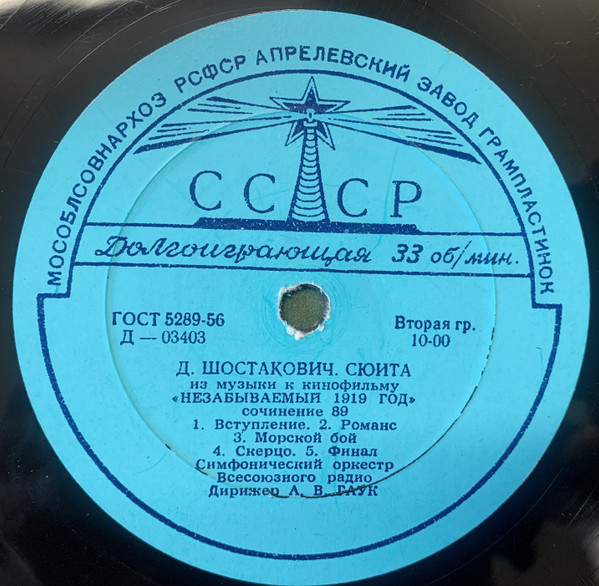 МОСОБЛСОВНАРХОЗ РСФСР АПРЕЛЕВСКИЙ ЗАВОД ГРАМПЛАСТИНОК
СССР
Долгоиграющая 33 об/мин.
ГОСТ 5289-56
Д — 03403
Вторая гр.
10-00
Д. ШОСТАКОВИЧ. СЮИТА
из музыки к кинофильму
«НЕЗАБЫВАЕМЫЙ 1919 ГОД»
сочинение 89
1. Вступление. 2. Романс
3. Морской бой
4. Скерцо. 5. Финал
Симфонический оркестр
Всесоюзного радио
Дирижер А. В. ГАУК